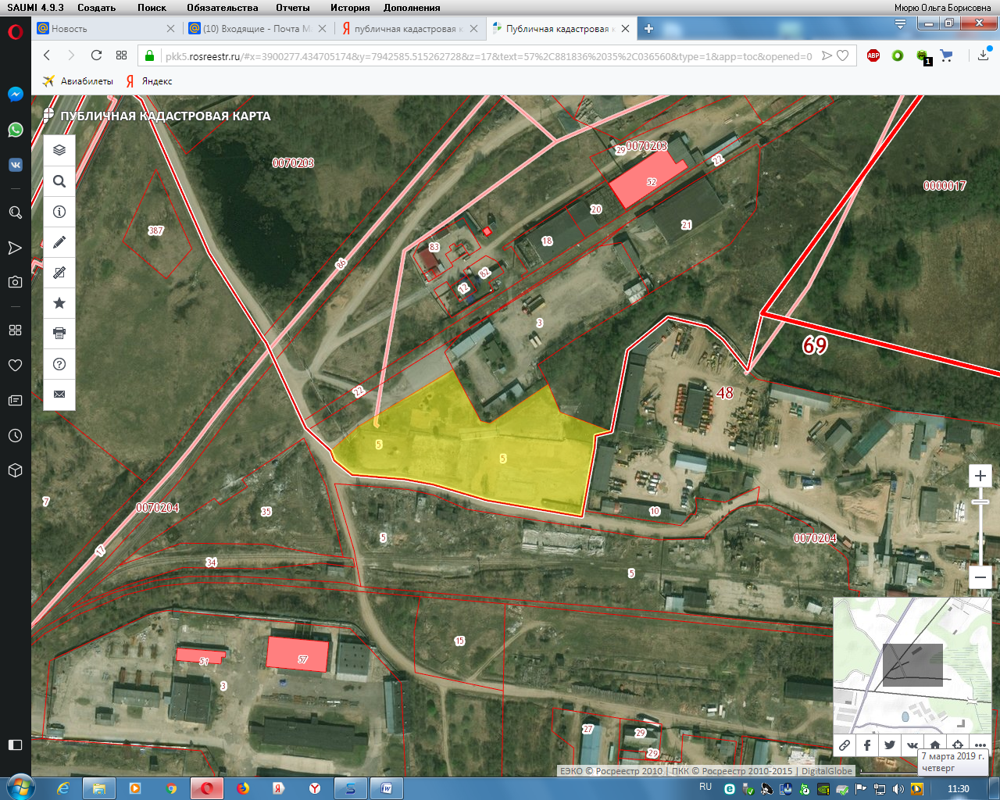 SAUMI 4.9.3 Создать Поиск Обязательства Отчеты История Дополнения Мюрю Ольга Борисовна
Новость
(10) Входящие - Почта Ma
публичная кадастровая к
Публичная кадастровая к
pkk5.rosreestr.ru/#x=3900277.434705174&y=7942585.515262728&z=17&text=57%2C881836%2035%2C036560&type=1&app=toc&opened=0
ABP
1
Авиабилеты
Я Яндекс
ПУБЛИЧНАЯ КАДАСТРОВАЯ КАРТА
29
0070203
0070203
22
52
0000017
20
387
21
18
83
86
82
12
3
69
48
22
5
5
7
0070204
35
10
5
0070204
17
34
5
15
51
57
3
27
29
29
ЕЭКО © Росреестр 2010 | ПКК © Росреестр 2010-2015 | DigitalGlobe
7 марта 2019 г.
четверг
RU
11:30